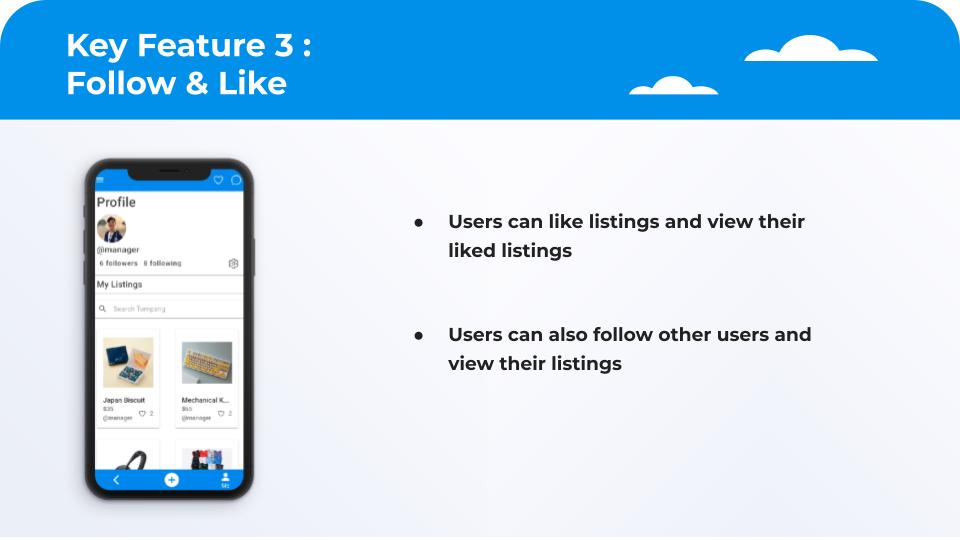 Key Feature 3 :
Follow & Like
Profile
@manager
6 followers 8 following
My Listings
Search Tumpang
Japan Biscuit
$35
@manager
2
Mechanical K...
$65
@manager
2
Me
● Users can like listings and view their
liked listings
● Users can also follow other users and
view their listings